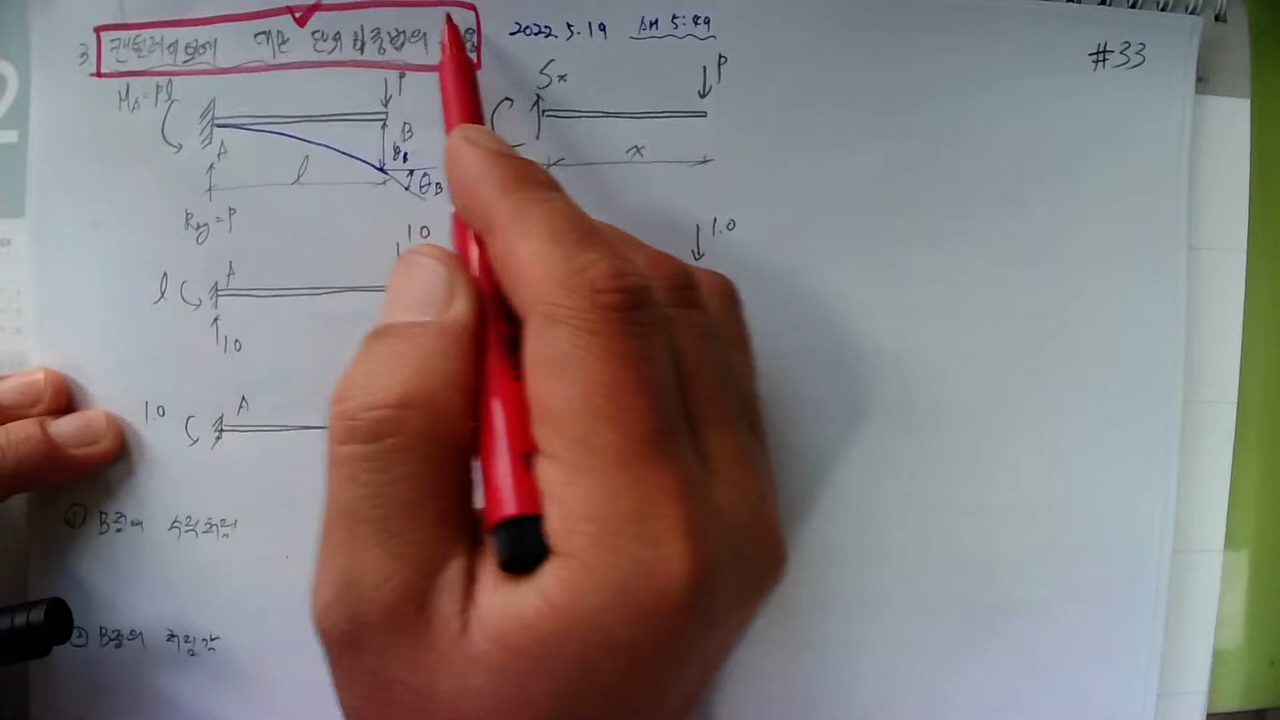 3 캔틸레버보에 대한 단위하중법의
2022 5.19 AM 5:49
#33
M_A=Pl
P
A
B
δ_B
l
θ_B
R_Ay=P
Sx
P
x
l
A
1.0
1.0
1.0
1.0
A
① B점의 수직처짐
② B점의 처짐각